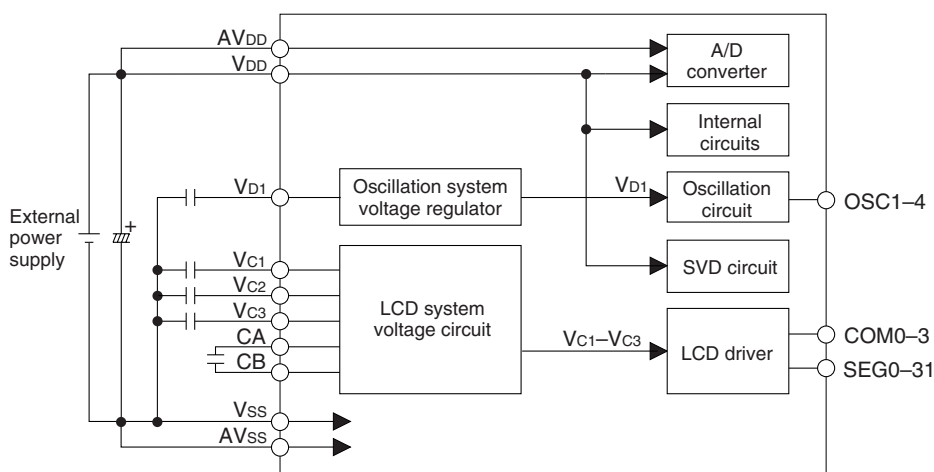 AVDD
VDD
A/D
converter
Internal
circuits
VD1
Oscillation system
voltage regulator
VD1
Oscillation
circuit
OSC1–4
External
power
supply
+
SVD circuit
VC1
VC2
VC3
CA
CB
LCD system
voltage circuit
VC1–VC3
LCD driver
COM0–3
SEG0–31
VSS
AVSS